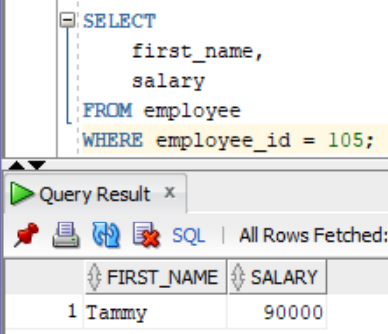 SELECT
first_name,
salary
FROM employee
WHERE employee_id = 105;
Query Result x
SQL | All Rows Fetched:
FIRST_NAME SALARY
1 Tammy 90000